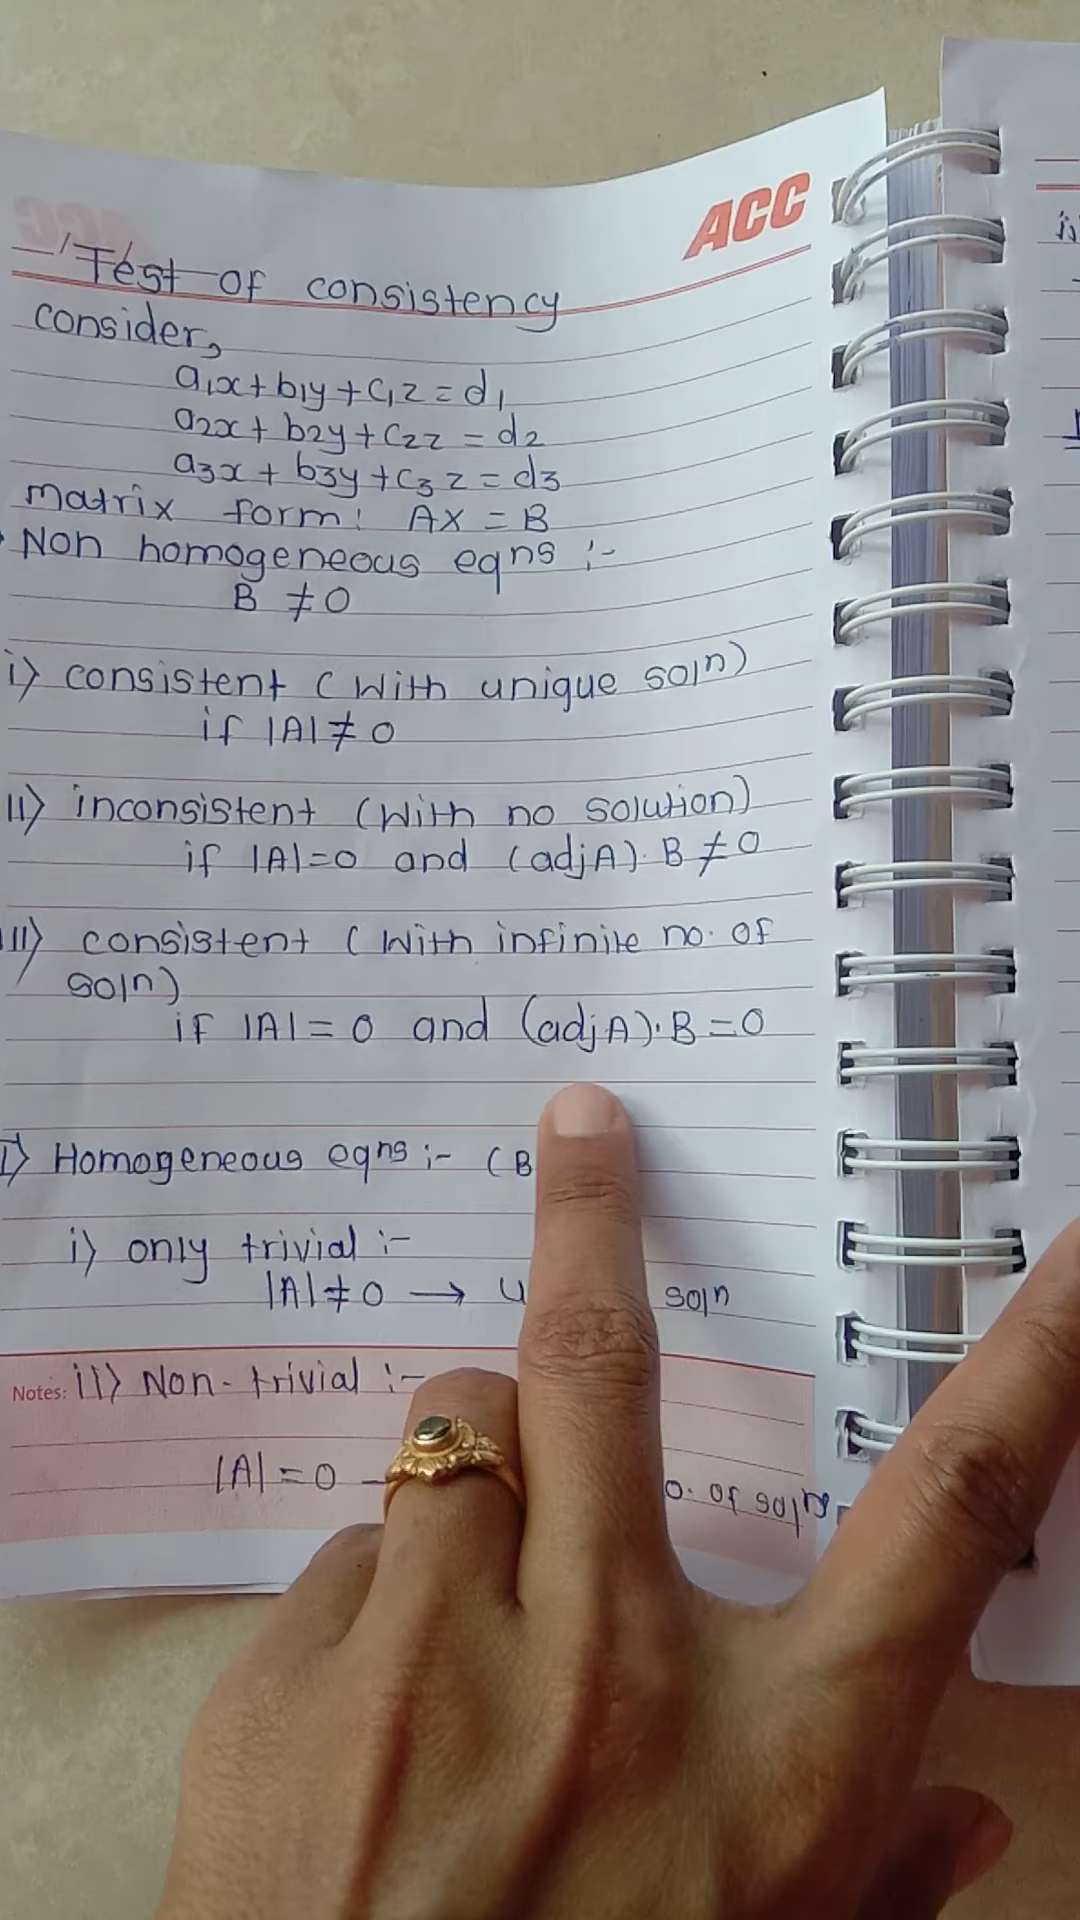 ACC
Test of consistency
consider,
a1x+b1y+c1z=d1
a2x+b2y+c2z=d2
a3x+b3y+c3z=d3
matrix form: AX=B
Non homogeneous eqns :-
B ≠0
i) consistent (with unique soln)
if |A|≠0
II) inconsistent (with no solution)
if |A|=0 and (adjA).B≠0
III) consistent (with infinite no. of
soln)
if |A|=0 and (adjA).B=0
I) Homogeneous eqns :- (B
i) only trivial :-
|A|≠0 → soln
Notes: ii) Non-trivial :-
|A|=0 of solns